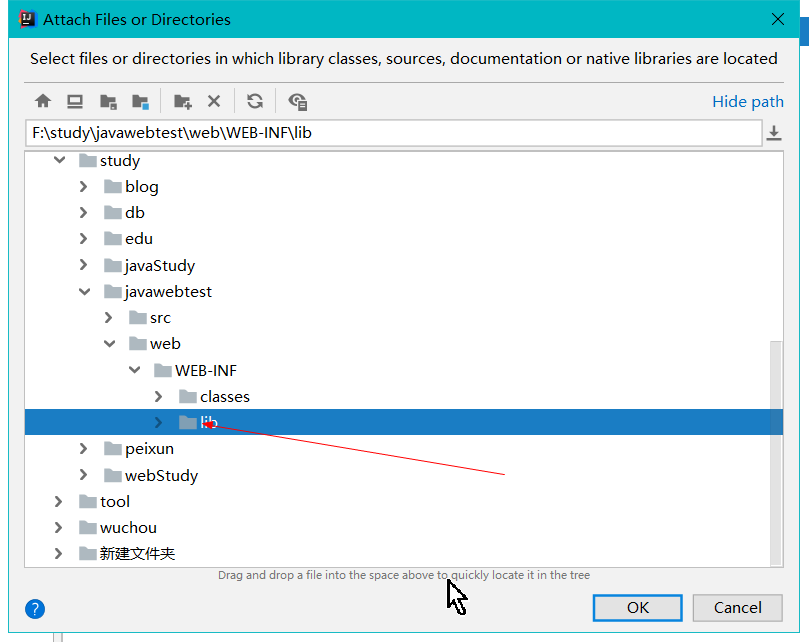 Attach Files or Directories
Select files or directories in which library classes, sources, documentation or native libraries are located
Hide path
F:\study\javawebtest\web\WEB-INF\lib
study
blog
db
edu
javaStudy
javawebtest
src
web
WEB-INF
classes
lib
peixun
webStudy
tool
wuchou
新建文件夹
Drag and drop a file into the space above to quickly locate it in the tree
?
OK
Cancel